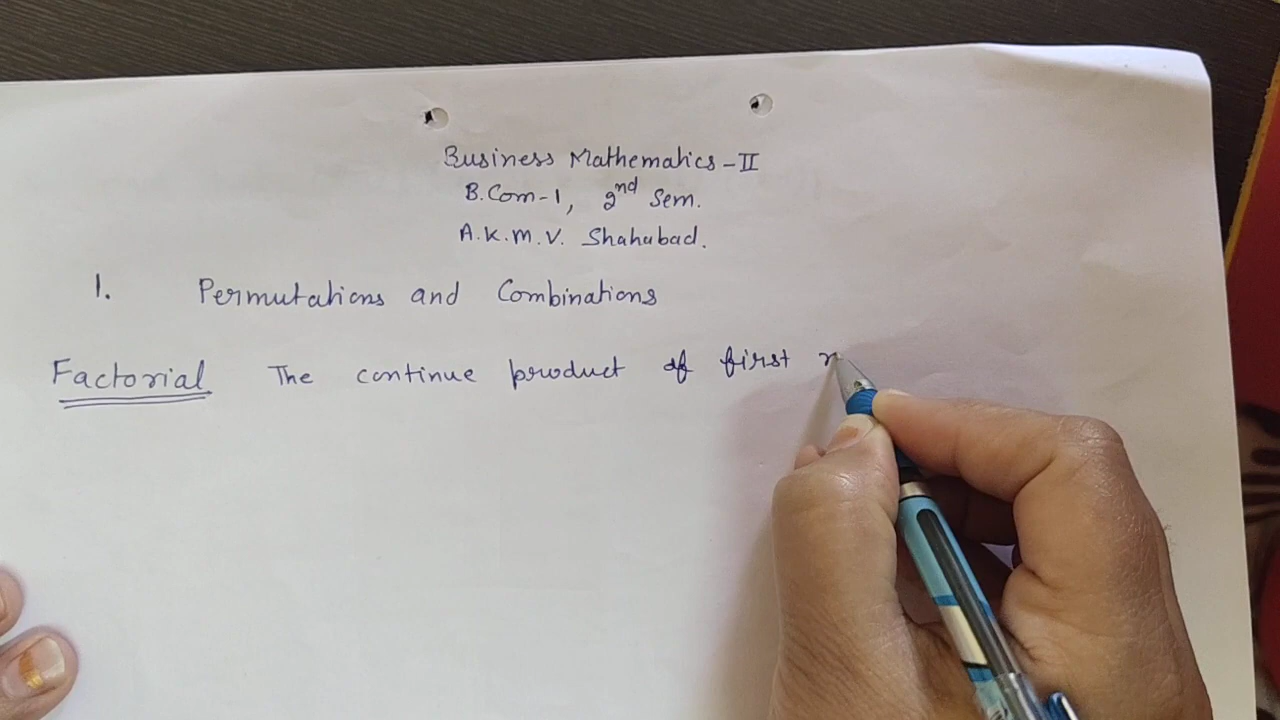 Business Mathematics - II
B.Com-1, 2nd Sem.
A.K.M.V. Shahabad.
1. Permutations and Combinations
Factorial The continue product of first n